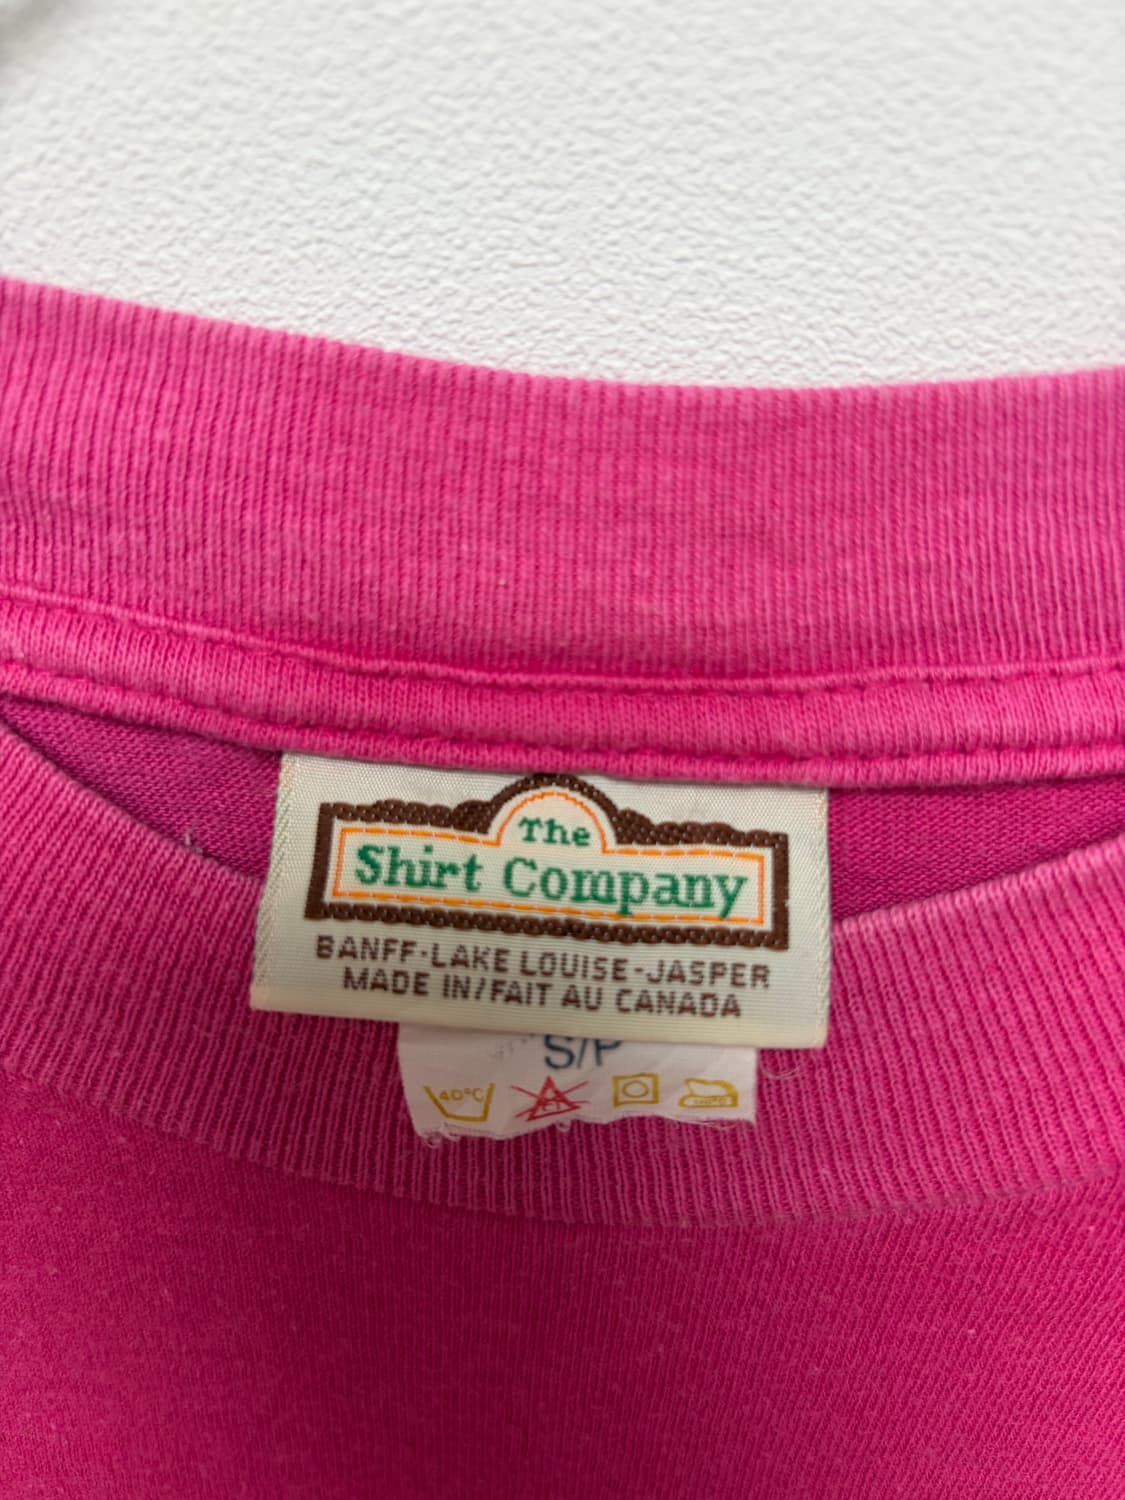 The
Shirt Company
BANFF-LAKE LOUISE-JASPER
MADE IN/FAIT AU CANADA
S/P
40°C